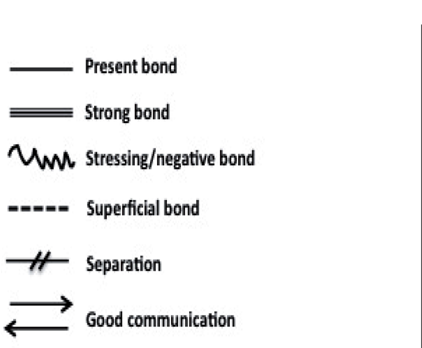 Present bond
Strong bond
Stressing/negative bond
Superficial bond
Separation
Good communication